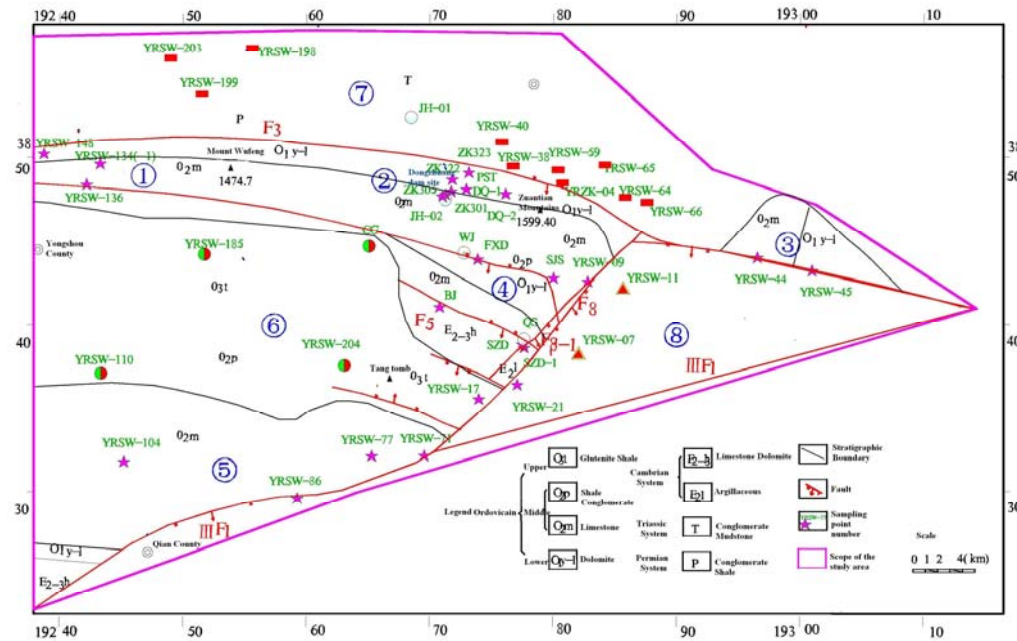 192 40 50 60 70 80 90 193 00 10
YRSW-203
YRSW-198
YRSW-199
T
⑦
JH-01
P
F3
YRSW-40
38
50
YRSW-148
YRSW-134(-1)
Mount Wufeng
O1y-l
ZK323
YRSW-38
YRSW-59
YRSW-65
38
50
O2m
1474.7
①
②
ZK322
PST
DQ-1
YRZK-04
YRSW-64
YRSW-66
YRSW-136
ZK305
O2m
JH-02
ZK301
DQ-2
Zuantian
Mountains
1599.40
O1y-l
O2m
O2m
③
O1y-l
Yongshou
County
YRSW-185
CG
WJ
FXD
O2p
SJS
YRSW-09
YRSW-44
YRSW-45
O3t
O2m
④
O1y-l
YRSW-11
BJ
F8
F5
E2-3h
QS
⑥
⑧
40
40
YRSW-110
O2p
YRSW-204
SZD
F8-1
YRSW-07
SZD-1
E2l
IIIF1
Tang tomb
O3t
YRSW-17
YRSW-21
O2m
YRSW-104
YRSW-77
⑤
YRSW-86
30
30
IIIF1
Qian County
O1y-l
E2-3h
Legend Ordovicain
Upper
O3t
Glutenite Shale
Middle
O2p
Shale
Conglomerate
O2m
Limestone
Lower
O1y-l
Dolomite
Cambrian
System
E2-3h
Limestone Dolomite
E2l
Argillaceous
Triassic
System
T
Conglomerate
Mudstone
Permian
System
P
Conglomerate
Shale
Stratigraphic
Boundary
Fault
Sampling
point
number
Scope of the
study area
Scale
0 1 2 4( km)
192 40 50 60 70 80 90 193 00 10